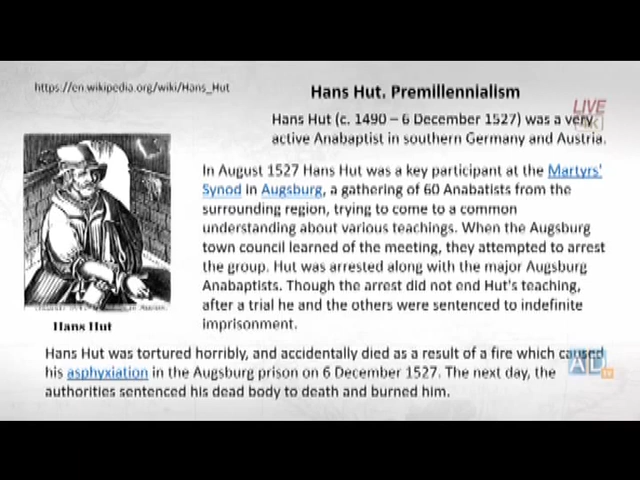 https://en.wikipedia.org/wiki/Hans_Hut
Hans Hut. Premillennialism
LIVE
4K
Hans Hut (c. 1490 – 6 December 1527) was a very
active Anabaptist in southern Germany and Austria.
In August 1527 Hans Hut was a key participant at the Martyrs'
Synod in Augsburg, a gathering of 60 Anabatists from the
surrounding region, trying to come to a common
understanding about various teachings. When the Augsburg
town council learned of the meeting, they attempted to arrest
the group. Hut was arrested along with the major Augsburg
Anabaptists. Though the arrest did not end Hut's teaching,
after a trial he and the others were sentenced to indefinite
imprisonment.
Hans Hut
Hans Hut was tortured horribly, and accidentally died as a result of a fire which caused
his asphyxiation in the Augsburg prison on 6 December 1527. The next day, the
authorities sentenced his dead body to death and burned him.
AD
TV